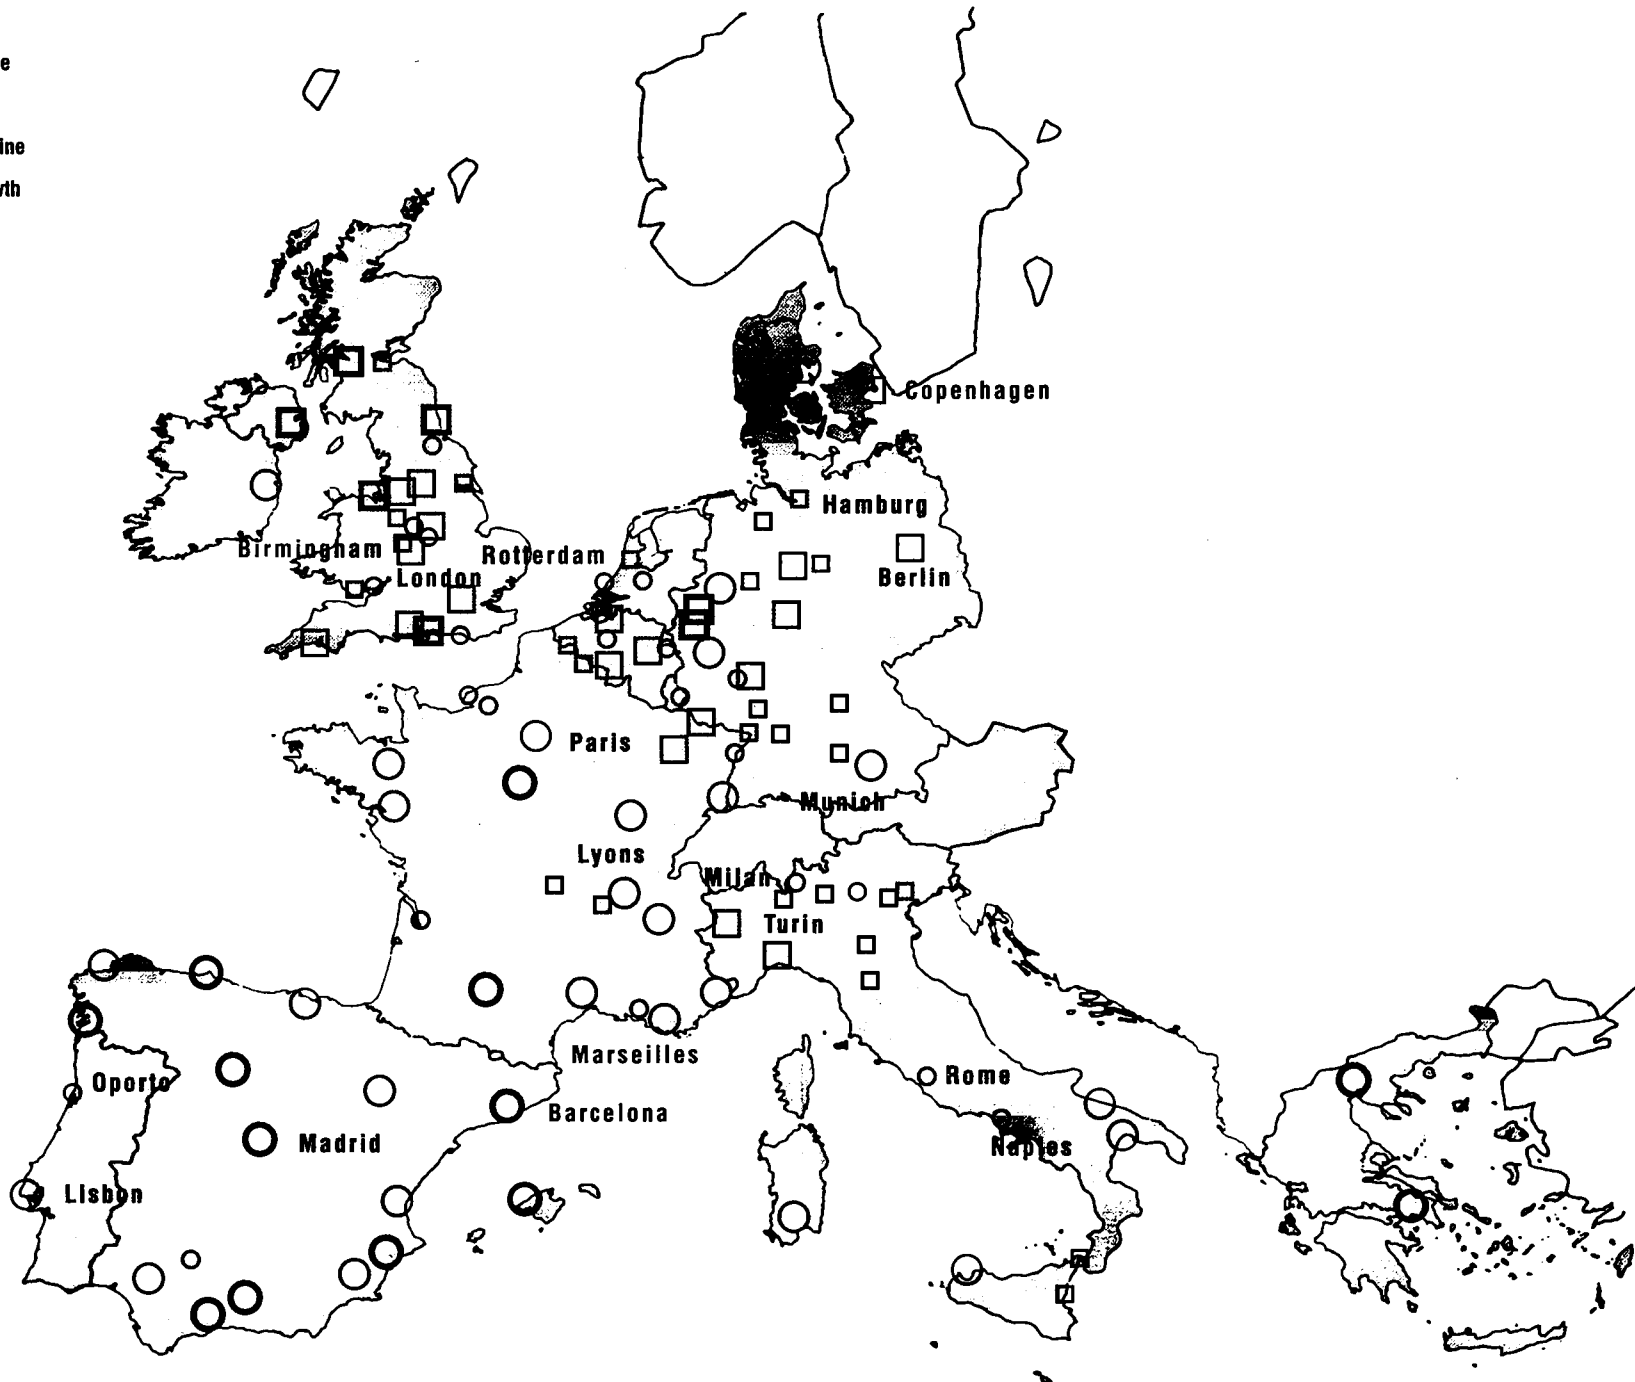 Copenhagen
Hamburg
Birmingham
Rotterdam
London
Berlin
Paris
Munich
Lyons
Milan
Turin
Marseilles
Rome
Oporto
Barcelona
Madrid
Naples
Lisbon